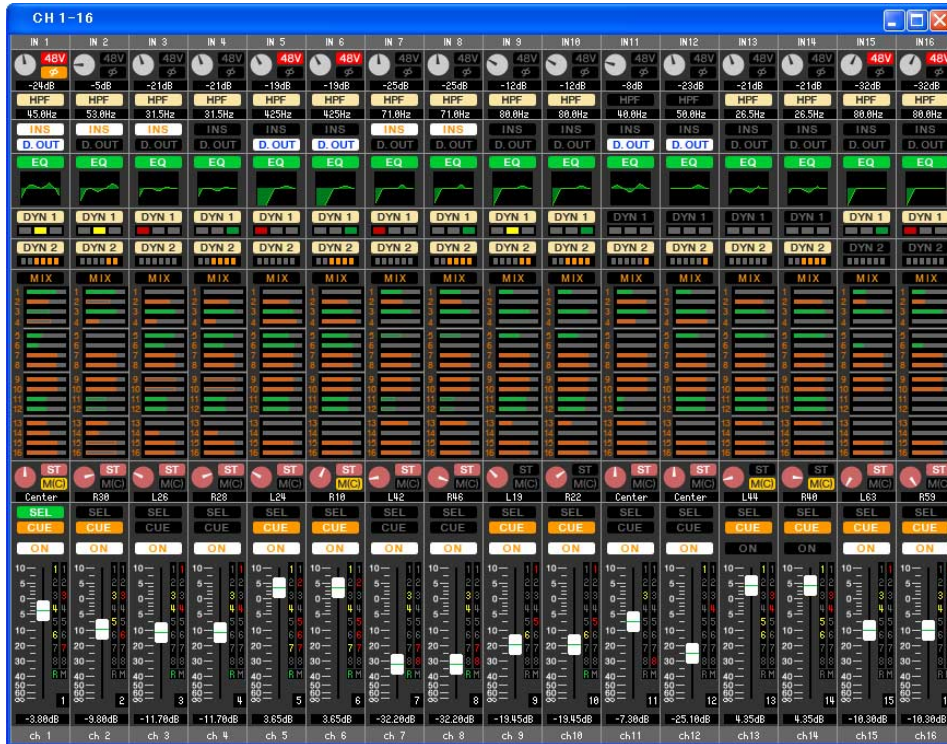 CH 1-16
IN 1 IN 2 IN 3 IN 4 IN 5 IN 6 IN 7 IN 8 IN 9 IN10 IN11 IN12 IN13 IN14 IN15 IN16
48V 48V 48V 48V 48V 48V 48V 48V 48V 48V 48V 48V 48V 48V 48V 48V
ø ø ø ø ø ø ø ø ø ø ø ø ø ø ø ø
-24dB -5dB -21dB -21dB -19dB -19dB -25dB -25dB -12dB -12dB -8dB -23dB -21dB -21dB -32dB -32dB
HPF HPF HPF HPF HPF HPF HPF HPF HPF HPF HPF HPF HPF HPF HPF HPF
45.0Hz 53.0Hz 31.5Hz 31.5Hz 425Hz 425Hz 71.0Hz 71.0Hz 80.0Hz 80.0Hz 40.0Hz 50.0Hz 26.5Hz 26.5Hz 80.0Hz 80.0Hz
INS INS INS INS INS INS INS INS INS INS INS INS INS INS INS INS
D. OUT D. OUT D. OUT D. OUT D. OUT D. OUT D. OUT D. OUT D. OUT D. OUT D. OUT D. OUT D. OUT D. OUT D. OUT D. OUT
EQ EQ EQ EQ EQ EQ EQ EQ EQ EQ EQ EQ EQ EQ EQ EQ
DYN 1 DYN 1 DYN 1 DYN 1 DYN 1 DYN 1 DYN 1 DYN 1 DYN 1 DYN 1 DYN 1 DYN 1 DYN 1 DYN 1 DYN 1 DYN 1
DYN 2 DYN 2 DYN 2 DYN 2 DYN 2 DYN 2 DYN 2 DYN 2 DYN 2 DYN 2 DYN 2 DYN 2 DYN 2 DYN 2 DYN 2 DYN 2
MIX MIX MIX MIX MIX MIX MIX MIX MIX MIX MIX MIX MIX MIX MIX MIX
ST ST ST ST ST ST ST ST ST ST ST ST ST ST ST ST
M(C) M(C) M(C) M(C) M(C) M(C) M(C) M(C) M(C) M(C) M(C) M(C) M(C) M(C) M(C) M(C)
Center R30 L26 R28 L24 R10 L42 R46 L19 R22 Center Center L44 R40 L63 R59
SEL SEL SEL SEL SEL SEL SEL SEL SEL SEL SEL SEL SEL SEL SEL SEL
CUE CUE CUE CUE CUE CUE CUE CUE CUE CUE CUE CUE CUE CUE CUE CUE
ON ON ON ON ON ON ON ON ON ON ON ON ON ON ON ON
1 2 3 4 5 6 7 8 9 10 11 12 13 14 15
-3.80dB -9.80dB -11.70dB -11.70dB 3.65dB 3.65dB -32.20dB -32.20dB -19.45dB -19.45dB -7.30dB -25.10dB 4.35dB 4.35dB -10.30dB -10.30dB
ch 1 ch 2 ch 3 ch 4 ch 5 ch 6 ch 7 ch 8 ch 9 ch10 ch11 ch12 ch13 ch14 ch15 ch16